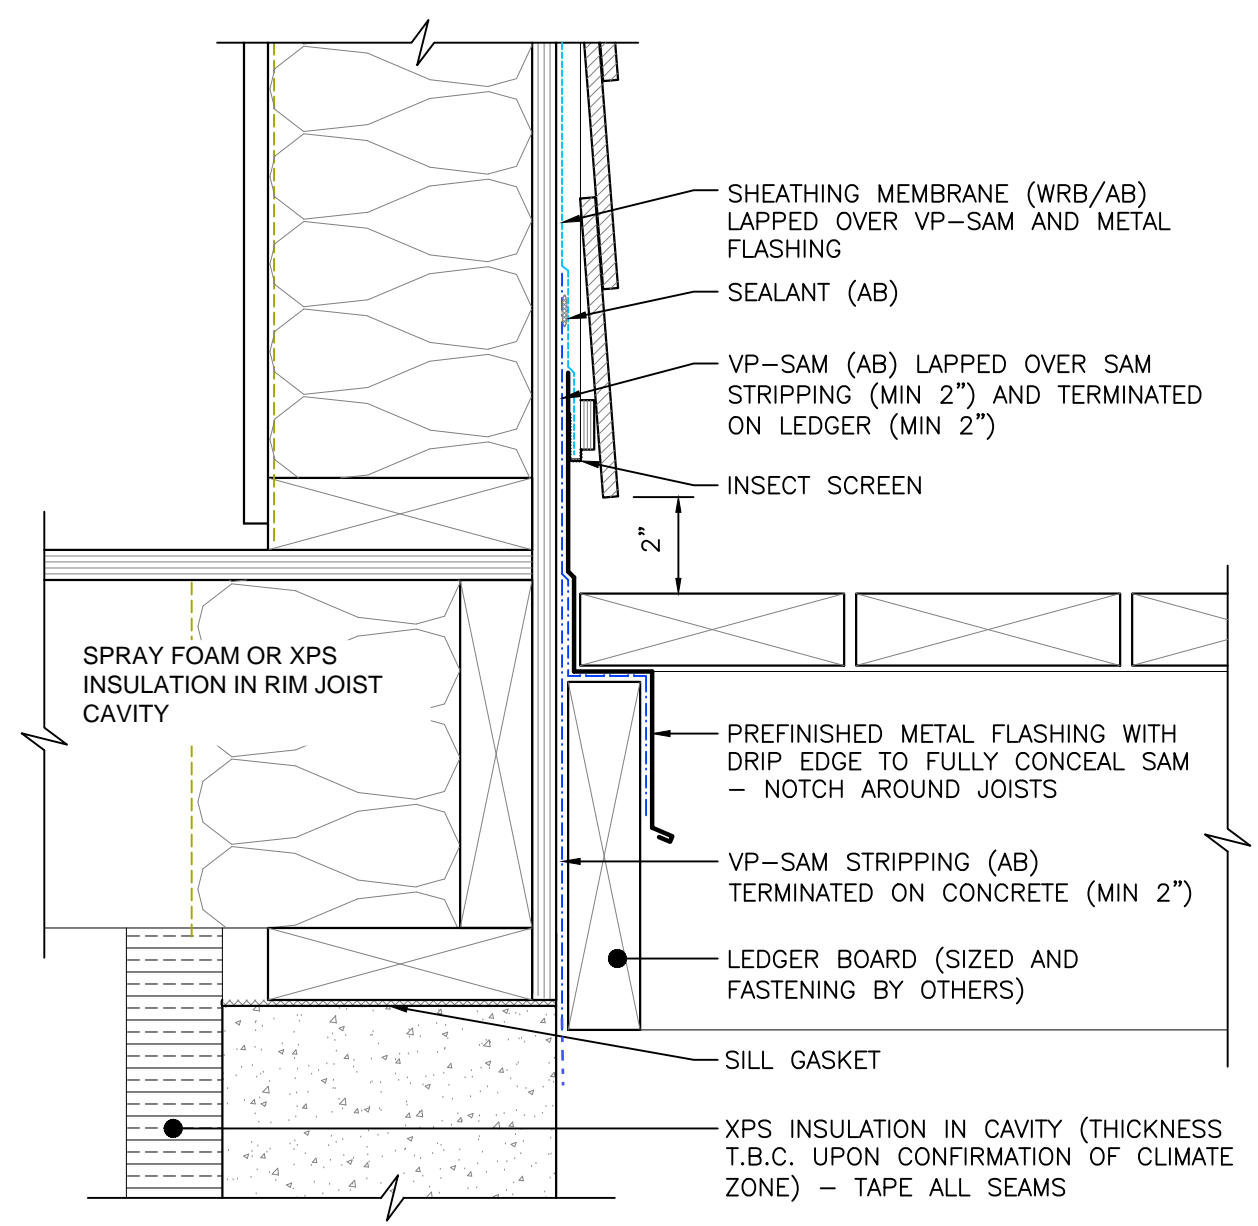 SHEATHING MEMBRANE (WRB/AB)
LAPPED OVER VP-SAM AND METAL
FLASHING
SEALANT (AB)
VP-SAM (AB) LAPPED OVER SAM
STRIPPING (MIN 2") AND TERMINATED
ON LEDGER (MIN 2")
INSECT SCREEN
2"
SPRAY FOAM OR XPS
INSULATION IN RIM JOIST
CAVITY
PREFINISHED METAL FLASHING WITH
DRIP EDGE TO FULLY CONCEAL SAM
- NOTCH AROUND JOISTS
VP-SAM STRIPPING (AB)
TERMINATED ON CONCRETE (MIN 2")
LEDGER BOARD (SIZED AND
FASTENING BY OTHERS)
SILL GASKET
XPS INSULATION IN CAVITY (THICKNESS
T.B.C. UPON CONFIRMATION OF CLIMATE
ZONE) - TAPE ALL SEAMS